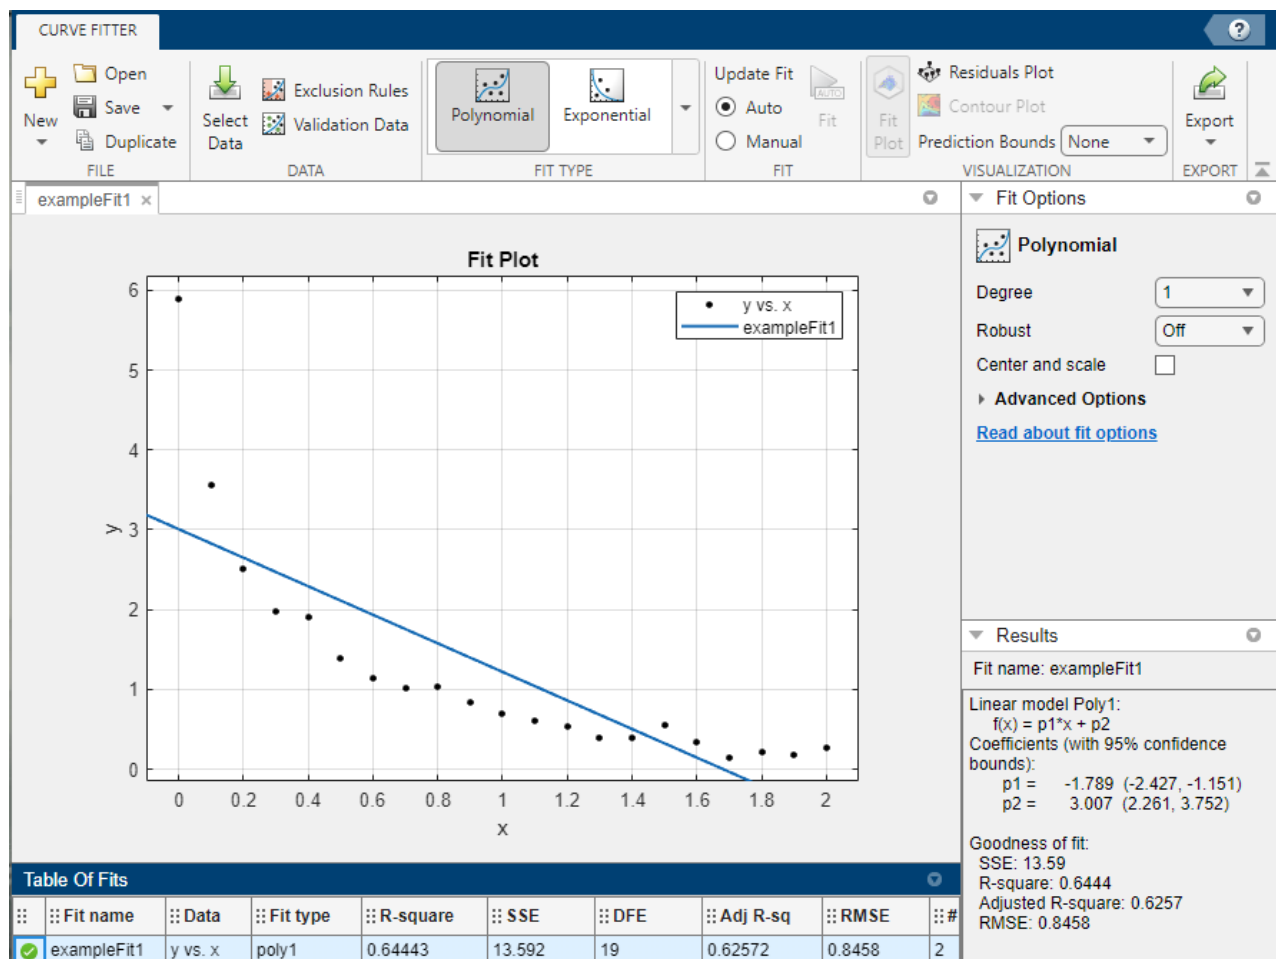 CURVE FITTER
?
New
Open
Save
Duplicate
FILE
Select
Data
Exclusion Rules
Validation Data
DATA
Polynomial
Exponential
FIT TYPE
Update Fit
Auto
Manual
AUTO
Fit
FIT
Fit
Plot
Residuals Plot
Contour Plot
Prediction Bounds None
VISUALIZATION
Export
EXPORT
exampleFit1
Fit Plot
y vs. x
exampleFit1
6
5
4
3
2
1
0
y
0 0.2 0.4 0.6 0.8 1 1.2 1.4 1.6 1.8 2
x
Fit Options
Polynomial
Degree 1
Robust Off
Center and scale
Advanced Options
Read about fit options
Results
Fit name: exampleFit1
Linear model Poly1:
f(x) = p1*x + p2
Coefficients (with 95% confidence
bounds):
p1 = -1.789 (-2.427, -1.151)
p2 = 3.007 (2.261, 3.752)
Goodness of fit:
SSE: 13.59
R-square: 0.6444
Adjusted R-square: 0.6257
RMSE: 0.8458
Table Of Fits
Fit name Data Fit type R-square SSE DFE Adj R-sq RMSE #
exampleFit1 y vs. x poly1 0.64443 13.592 19 0.62572 0.8458 2